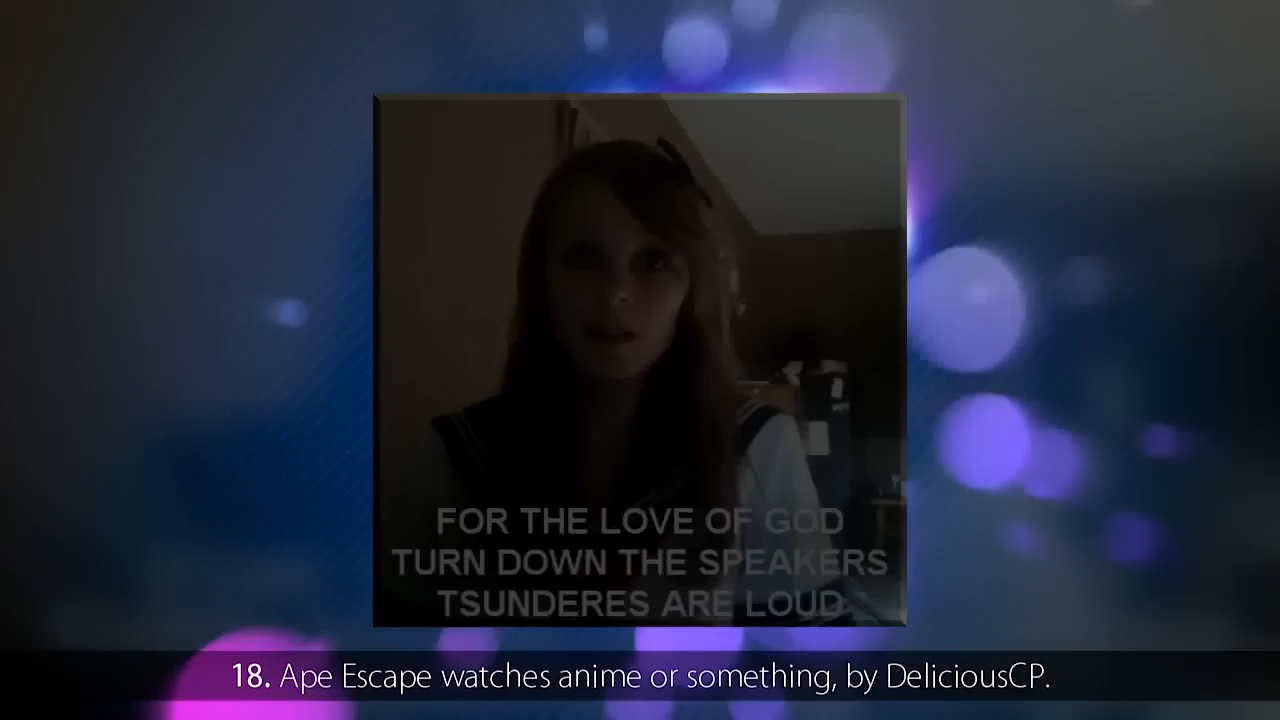 FOR THE LOVE OF GOD
TURN DOWN THE SPEAKERS
TSUNDERES ARE LOUD
18. Ape Escape watches anime or something, by DeliciousCP.